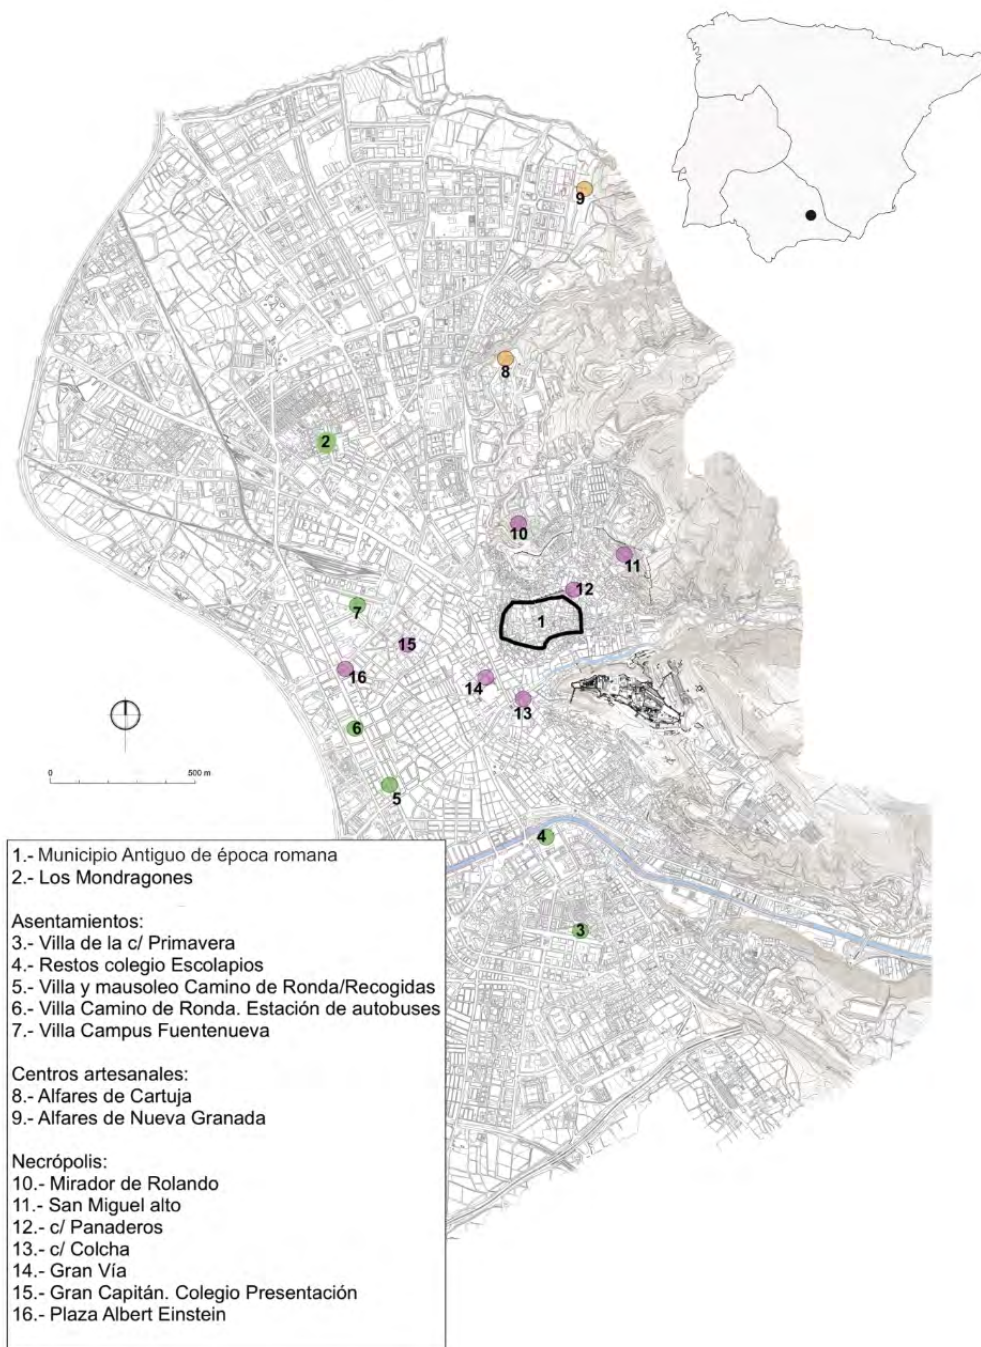 9
8
2
10
11
12
1
7
15
16
14
13
6
5
4
3
0
500 m
1.- Municipio Antiguo de época romana
2.- Los Mondragones
Asentamientos:
3.- Villa de la c/ Primavera
4.- Restos colegio Escolapios
5.- Villa y mausoleo Camino de Ronda/Recogidas
6.- Villa Camino de Ronda. Estación de autobuses
7.- Villa Campus Fuentenueva
Centros artesanales:
8.- Alfares de Cartuja
9.- Alfares de Nueva Granada
Necrópolis:
10.- Mirador de Rolando
11.- San Miguel alto
12.- c/ Panaderos
13.- c/ Colcha
14.- Gran Vía
15.- Gran Capitán. Colegio Presentación
16.- Plaza Albert Einstein